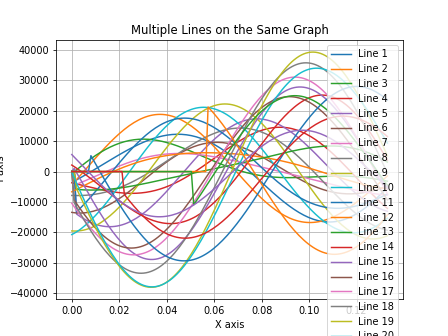 Multiple Lines on the Same Graph
40000
30000
20000
10000
0
−10000
−20000
−30000
−40000
0.00 0.02 0.04 0.06 0.08 0.10
X axis
Line 1
Line 2
Line 3
Line 4
Line 5
Line 6
Line 7
Line 8
Line 9
Line 10
Line 11
Line 12
Line 13
Line 14
Line 15
Line 16
Line 17
Line 18
Line 19
Line 20